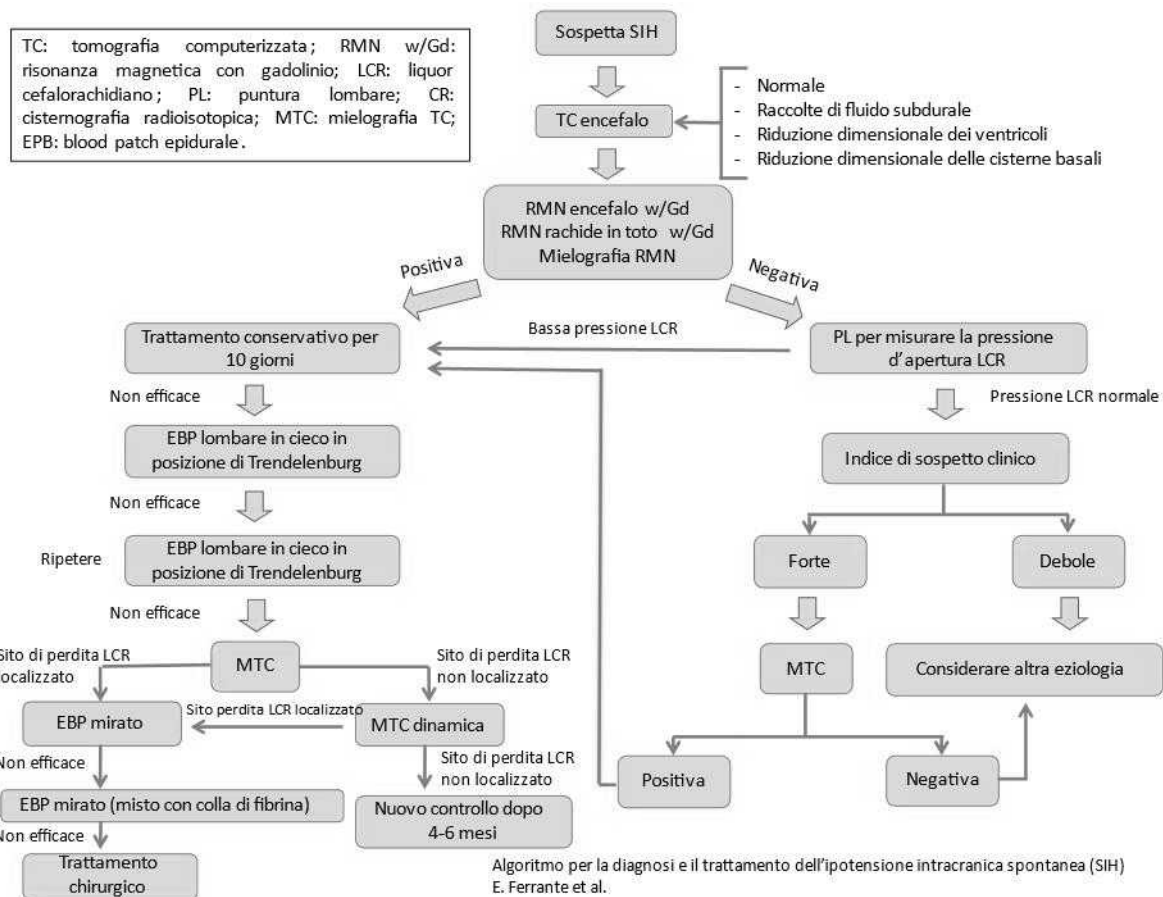 TC: tomografia computerizzata; RMN w/Gd:
risonanza magnetica con gadolinio; LCR: liquor
cefalorachidiano; PL: puntura lombare; CR:
cisternografia radioisotopica; MTC: mielografia TC;
EPB: blood patch epidurale.
Sospetta SIH
TC encefalo
- Normale
- Raccolte di fluido subdurale
- Riduzione dimensionale dei ventricoli
- Riduzione dimensionale delle cisterne basali
RMN encefalo w/Gd
RMN rachide in toto w/Gd
Mielografia RMN
Positiva
Negativa
Trattamento conservativo per
10 giorni
Bassa pressione LCR
PL per misurare la pressione
d'apertura LCR
Non efficace
Pressione LCR normale
EBP lombare in cieco in
posizione di Trendelenburg
Indice di sospetto clinico
Non efficace
Ripetere
EBP lombare in cieco in
posizione di Trendelenburg
Forte
Debole
Non efficace
Sito di perdita LCR
localizzato
MTC
Sito di perdita LCR
non localizzato
MTC
Considerare altra eziologia
EBP mirato
Sito perdita LCR localizzato
MTC dinamica
Non efficace
Sito di perdita LCR
non localizzato
Positiva
Negativa
EBP mirato (misto con colla di fibrina)
Nuovo controllo dopo
4-6 mesi
Non efficace
Trattamento
chirurgico
Algoritmo per la diagnosi e il trattamento dell'ipotensione intracranica spontanea (SIH)
E. Ferrante et al.